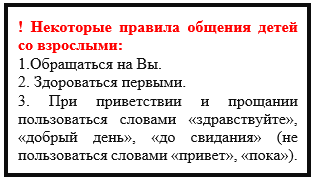 ! Некоторые правила общения детей
со взрослыми:
1.Обращаться на Вы.
2. Здороваться первыми.
3. При приветствии и прощании
пользоваться словами «здравствуйте»,
«добрый день», «до свидания» (не
пользоваться словами «привет», «пока»).